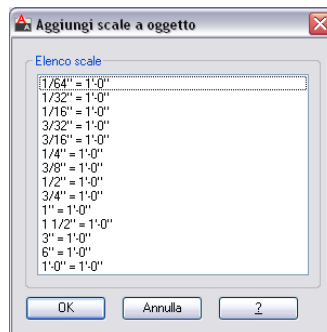 Aggiungi scale a oggetto
Elenco scale
1/64" = 1'-0"
1/32" = 1'-0"
1/16" = 1'-0"
3/32" = 1'-0"
3/16" = 1'-0"
1/4" = 1'-0"
3/8" = 1'-0"
1/2" = 1'-0"
3/4" = 1'-0"
1" = 1'-0"
1 1/2" = 1'-0"
3" = 1'-0"
6" = 1'-0"
1'-0" = 1'-0"
OK Annulla ?